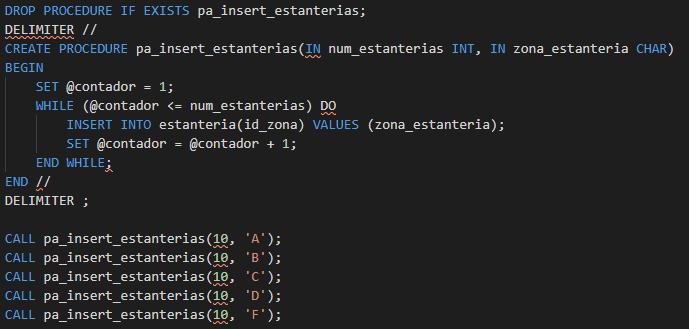 DROP PROCEDURE IF EXISTS pa_insert_estanterias;
DELIMITER //
CREATE PROCEDURE pa_insert_estanterias(IN num_estanterias INT, IN zona_estanteria CHAR)
BEGIN
    SET @contador = 1;
    WHILE (@contador <= num_estanterias) DO
        INSERT INTO estanteria(id_zona) VALUES (zona_estanteria);
        SET @contador = @contador + 1;
    END WHILE;
END //
DELIMITER ;

CALL pa_insert_estanterias(10, 'A');
CALL pa_insert_estanterias(10, 'B');
CALL pa_insert_estanterias(10, 'C');
CALL pa_insert_estanterias(10, 'D');
CALL pa_insert_estanterias(10, 'F');